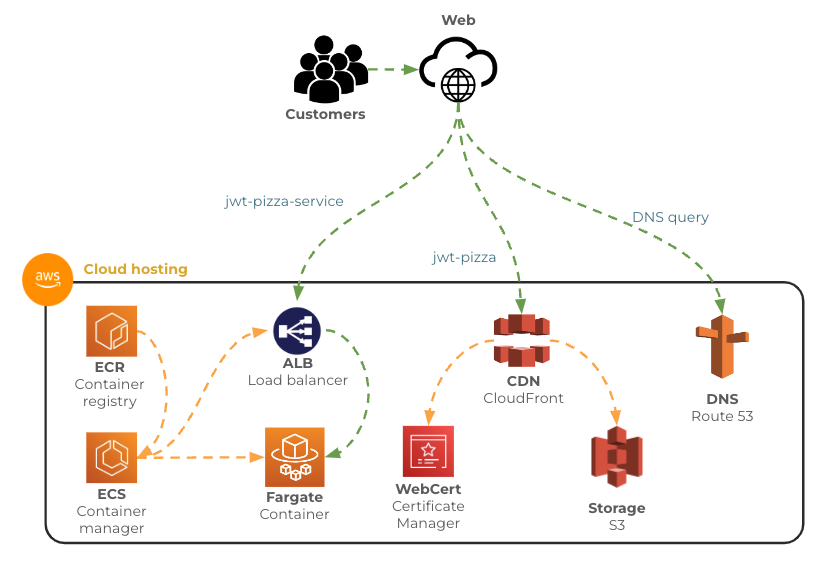 Web
Customers
jwt-pizza-service
DNS query
jwt-pizza
aws
Cloud hosting
ECR
Container
registry
ALB
Load balancer
CDN
CloudFront
DNS
Route 53
ECS
Container
manager
Fargate
Container
WebCert
Certificate
Manager
Storage
S3